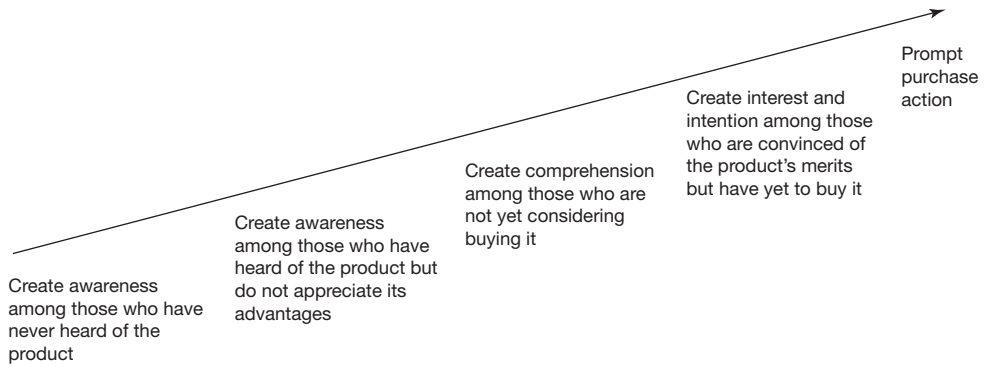 Create awareness
among those who have
never heard of the
product
Create awareness
among those who have
heard of the product but
do not appreciate its
advantages
Create comprehension
among those who are
not yet considering
buying it
Create interest and
intention among those
who are convinced of
the product’s merits
but have yet to buy it
Prompt
purchase
action